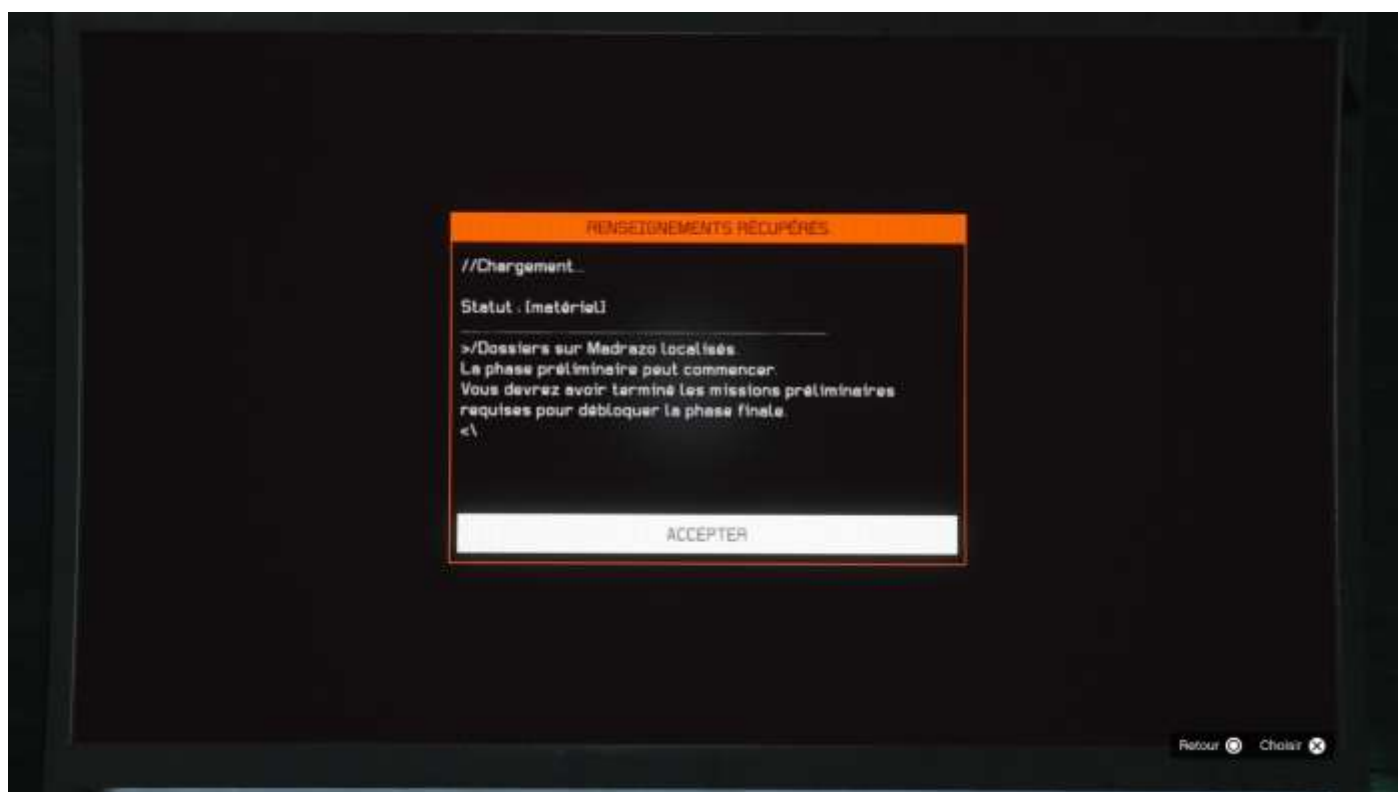 RENSEIGNEMENTS RÉCUPÉRÉS
//Chargement...
Statut : [matériel]
>/Dossiers sur Madrazo localisés.
La phase préliminaire peut commencer.
Vous devrez avoir terminé les missions préliminaires
requises pour débloquer la phase finale.
<\
ACCEPTER
Retour Choisir